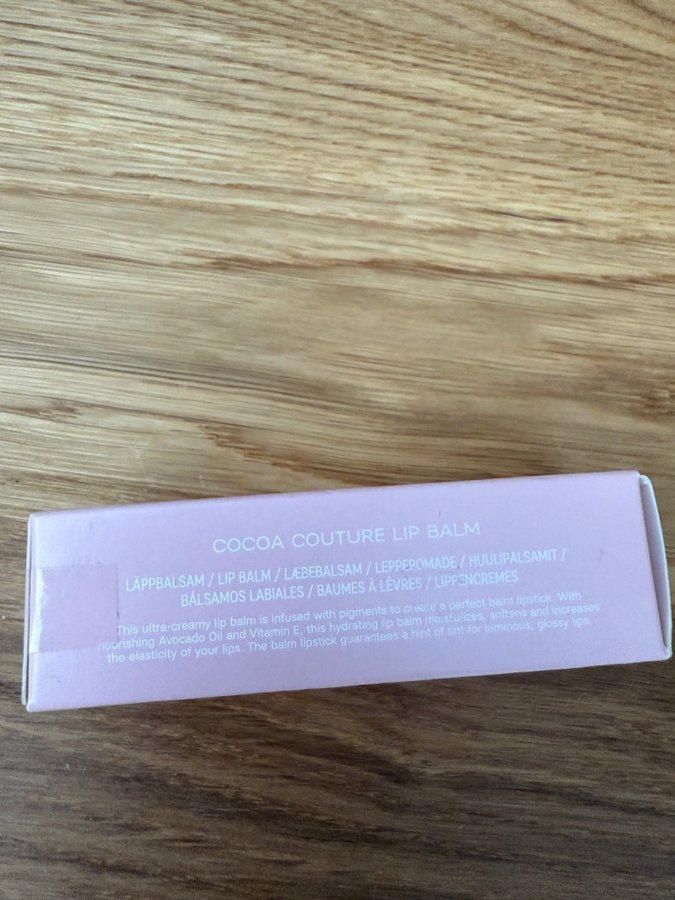 COCOA COUTURE LIP BALM
LÄPPBALSAM / LIP BALM / LÆBEBALSAM / LEPPEPOMADE / HUULIPALSAMIT /
BÁLSAMOS LABIALES / BAUMES À LÈVRES / LIPPENCREMES
This ultra-creamy lip balm is infused with pigments to create a perfect balm lipstick. With
nourishing Avocado Oil and Vitamin E, this hydrating lip balm moisturizes, softens and increases
the elasticity of your lips. The balm lipstick guarantees a hint of tint for luminous, glossy lips.